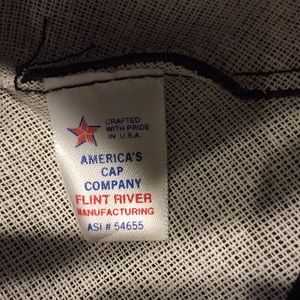 CRAFTED
WITH PRIDE
IN U.S.A.
AMERICA'S
CAP
COMPANY
FLINT RIVER
MANUFACTURING
ASI # 54655